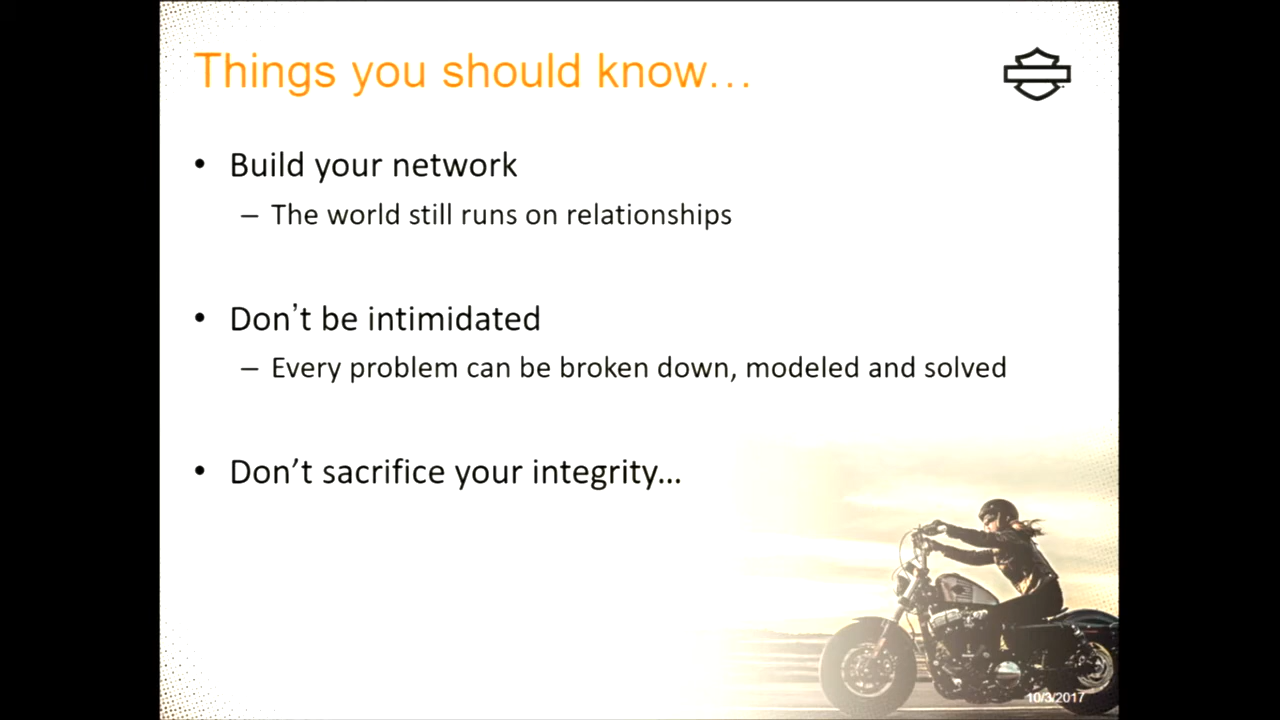 Things you should know…
• Build your network
– The world still runs on relationships
• Don’t be intimidated
– Every problem can be broken down, modeled and solved
• Don’t sacrifice your integrity…
10/3/2017